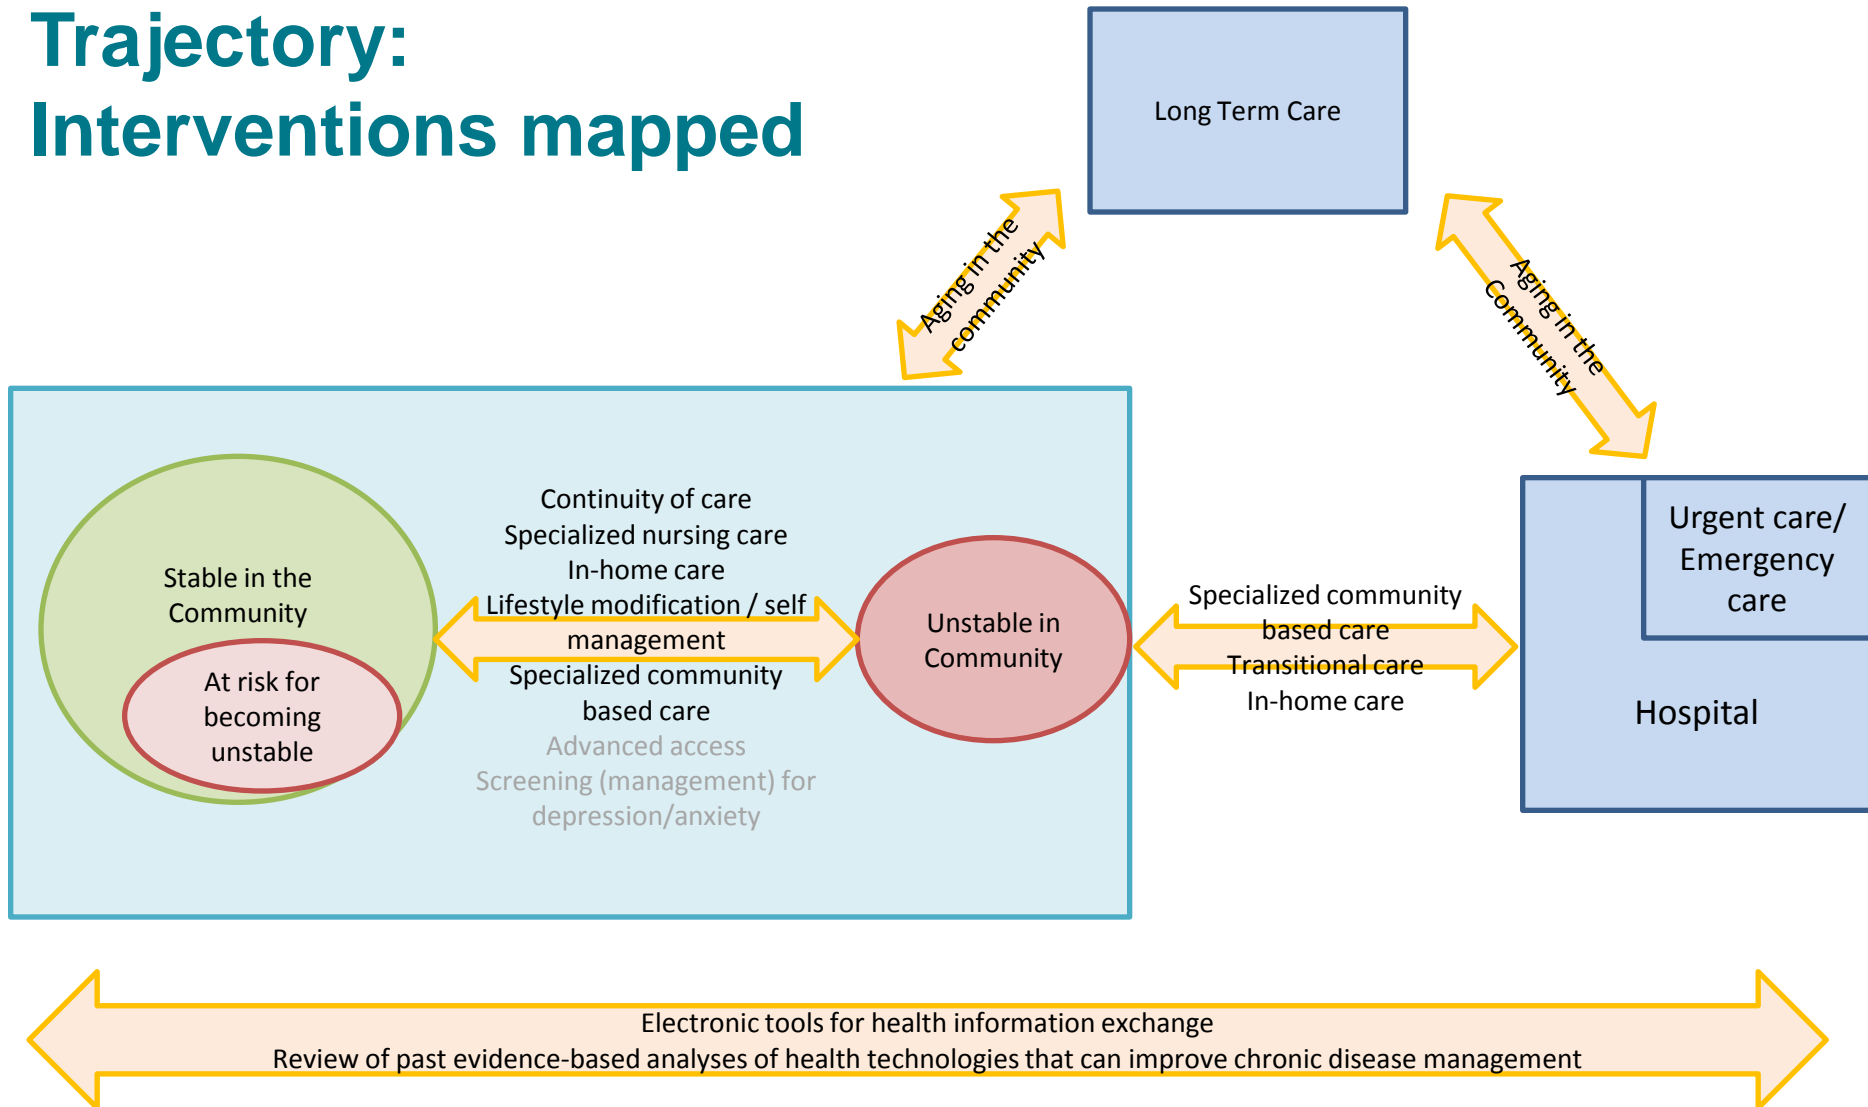 Trajectory:
Interventions mapped
Long Term Care
Aging in the
community
Aging in the
Community
Stable in the
Community
At risk for
becoming
unstable
Continuity of care
Specialized nursing care
In-home care
Lifestyle modification / self
management
Specialized community
based care
Advanced access
Screening (management) for
depression/anxiety
Unstable in
Community
Specialized community
based care
Transitional care
In-home care
Urgent care/
Emergency
care
Hospital
Electronic tools for health information exchange
Review of past evidence-based analyses of health technologies that can improve chronic disease management